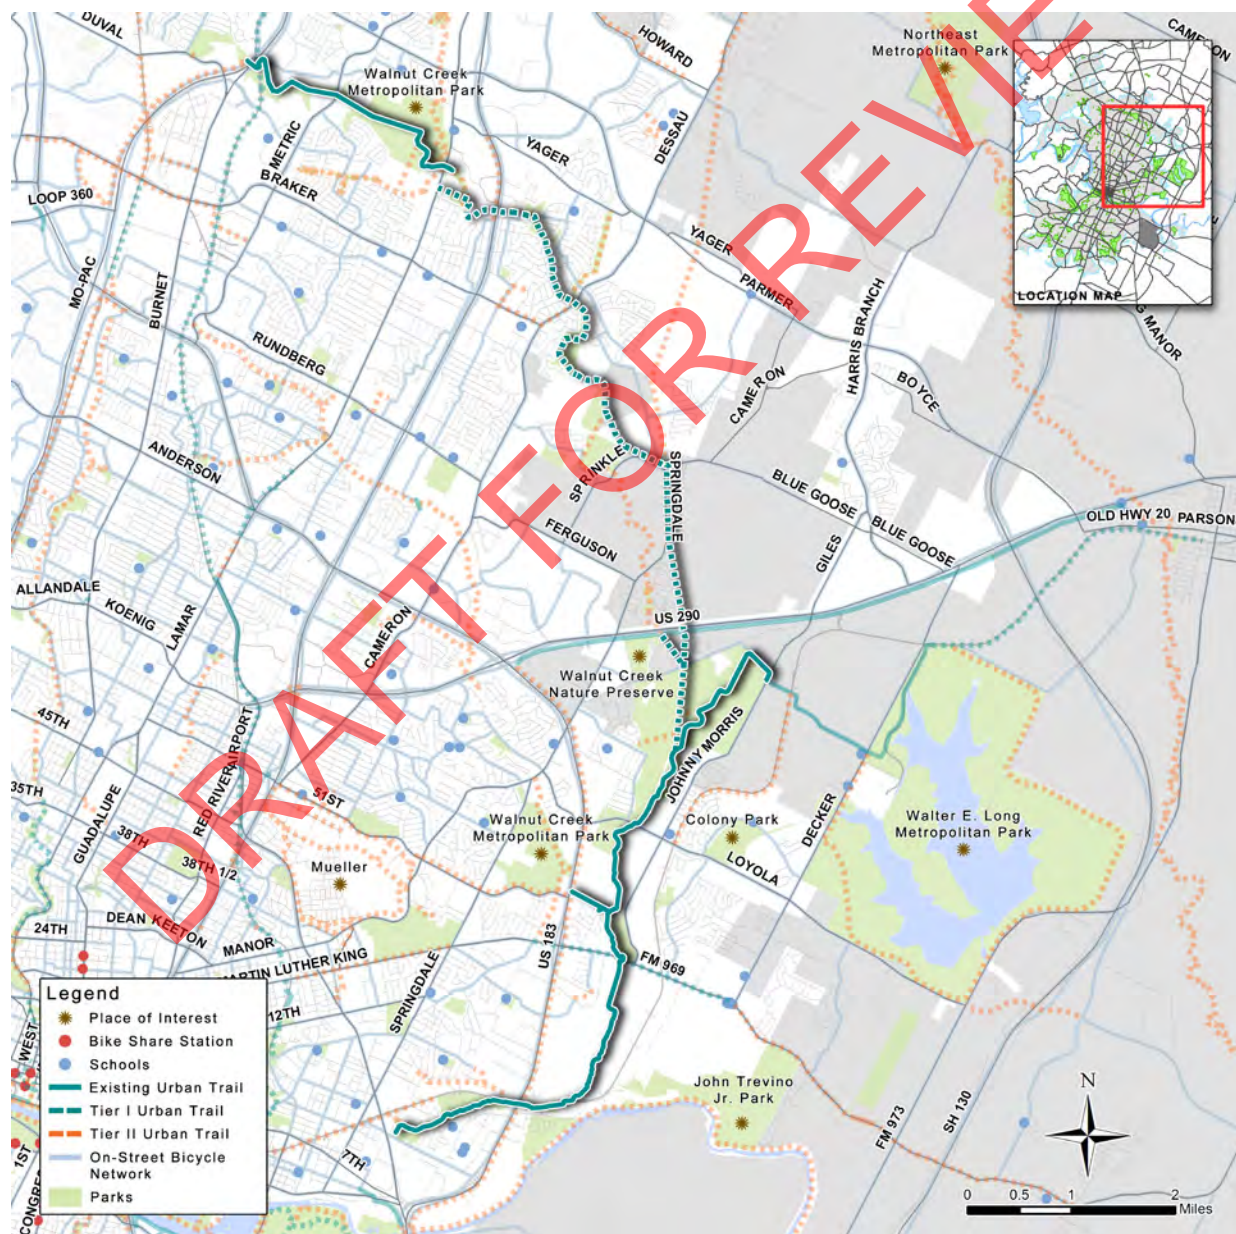 DUVAL
HOWARD
Northeast
Metropolitan Park
CAMERON
Walnut Creek
Metropolitan Park
METRIC
BRAKER
YAGER
DESSAU
LOOP 360
MO-PAC
BURNET
YAGER
PARMER
HARRIS BRANCH
LOCATION MAP
G MANOR
RUNDBERG
CAMERON
BOYCE
ANDERSON
SPRINKLE
SPRINGDALE
BLUE GOOSE
BLUE GOOSE
OLD HWY 20
PARSON
FERGUSON
GILES
ALLANDALE
KOENIG
LAMAR
CAMERON
US 290
Walnut Creek
Nature Preserve
45TH
AIRPORT
RED RIVER
JOHNNY MORRIS
35TH
GUADALUPE
38TH
38TH 1/2
51ST
Mueller
Walnut Creek
Metropolitan Park
Colony Park
LOYOLA
DECKER
Walter E. Long
Metropolitan Park
24TH
DEAN KEETON
MANOR
MARTIN LUTHER KING
US 183
FM 969
SPRINGDALE
12TH
WEST
1ST
CONGRE
7TH
John Trevino
Jr. Park
FM 973
SH 130
Legend
Place of Interest
Bike Share Station
Schools
Existing Urban Trail
Tier I Urban Trail
Tier II Urban Trail
On-Street Bicycle
Network
Parks
N
0 0.5 1 2
Miles
DRAFT FOR REVIE